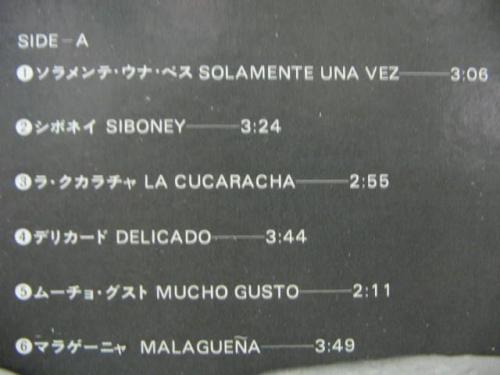 SIDE－A
❶ソラメンテ・ウナ・ベス SOLAMENTE UNA VEZ——3:06
❷シボネイ SIBONEY——3:24
❸ラ・クカラチャ LA CUCARACHA——2:55
❹デリカード DELICADO——3:44
❺ムーチョ・グスト MUCHO GUSTO——2:11
❻マラゲーニャ MALAGUEÑA——3:49